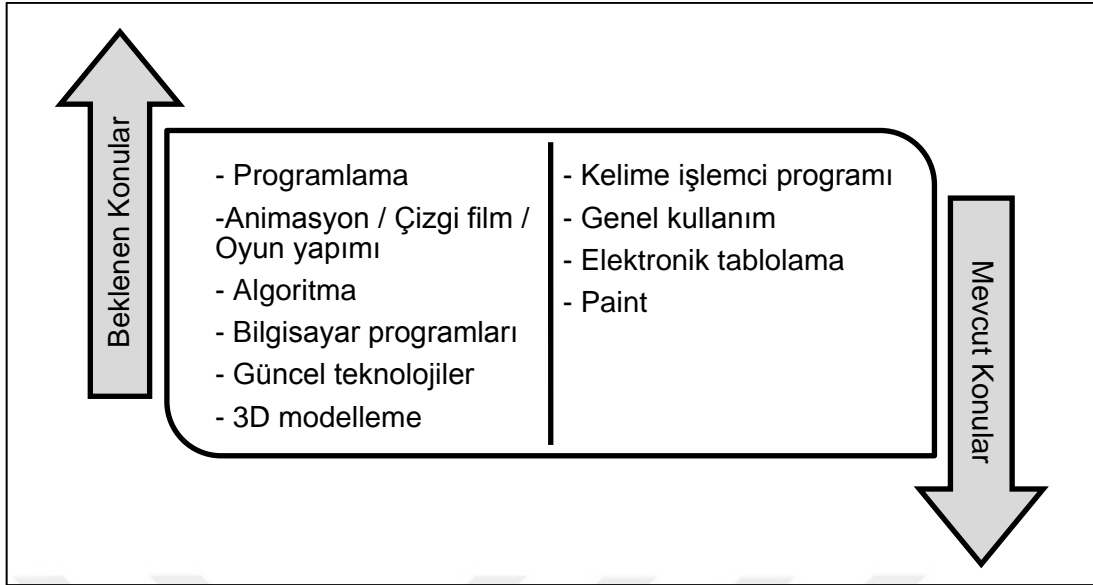 Beklenen Konular
- Programlama
-Animasyon / Çizgi film /
Oyun yapımı
- Algoritma
- Bilgisayar programları
- Güncel teknolojiler
- 3D modelleme
- Kelime işlemci programı
- Genel kullanım
- Elektronik tablolama
- Paint
Mevcut Konular